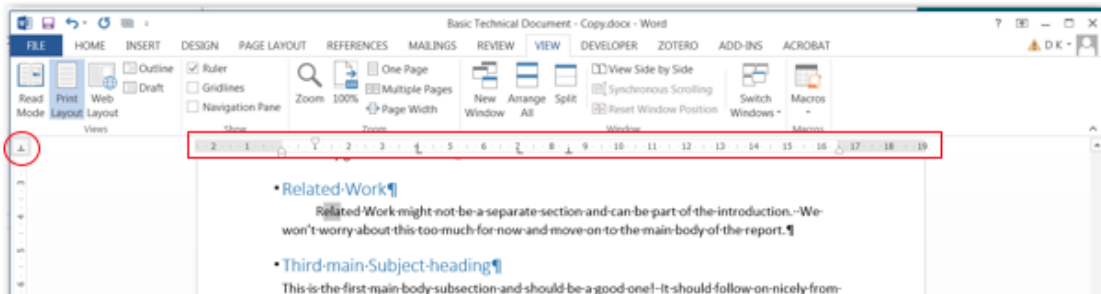 Basic Technical Document - Copy.docx - Word
FILE HOME INSERT DESIGN PAGE LAYOUT REFERENCES MAILINGS REVIEW VIEW DEVELOPER ZOTERO ADD-INS ACROBAT D K
Outline Ruler One Page View Side by Side
Draft Gridlines Multiple Pages Synchronous Scrolling
Navigation Pane Page Width Reset Window Position
Read Print Web Zoom 100% New Arrange Split Switch Macros
Mode Layout Layout Window All Windows
Views Show Zoom Window Macros
2 1 1 2 3 4 5 6 7 8 9 10 11 12 13 14 15 16 17 18 19
Related·Work¶
Related·Work·might·not·be·a·separate·section·and·can·be·part·of·the·introduction.··We·
won't·worry·about·this·too·much·for·now·and·move·on·to·the·main·body·of·the·report.¶
Third·main·Subject·heading¶
This·is·the·first·main·body·subsection·and·should·be·a·good·one!··It·should·follow·on·nicely·from·